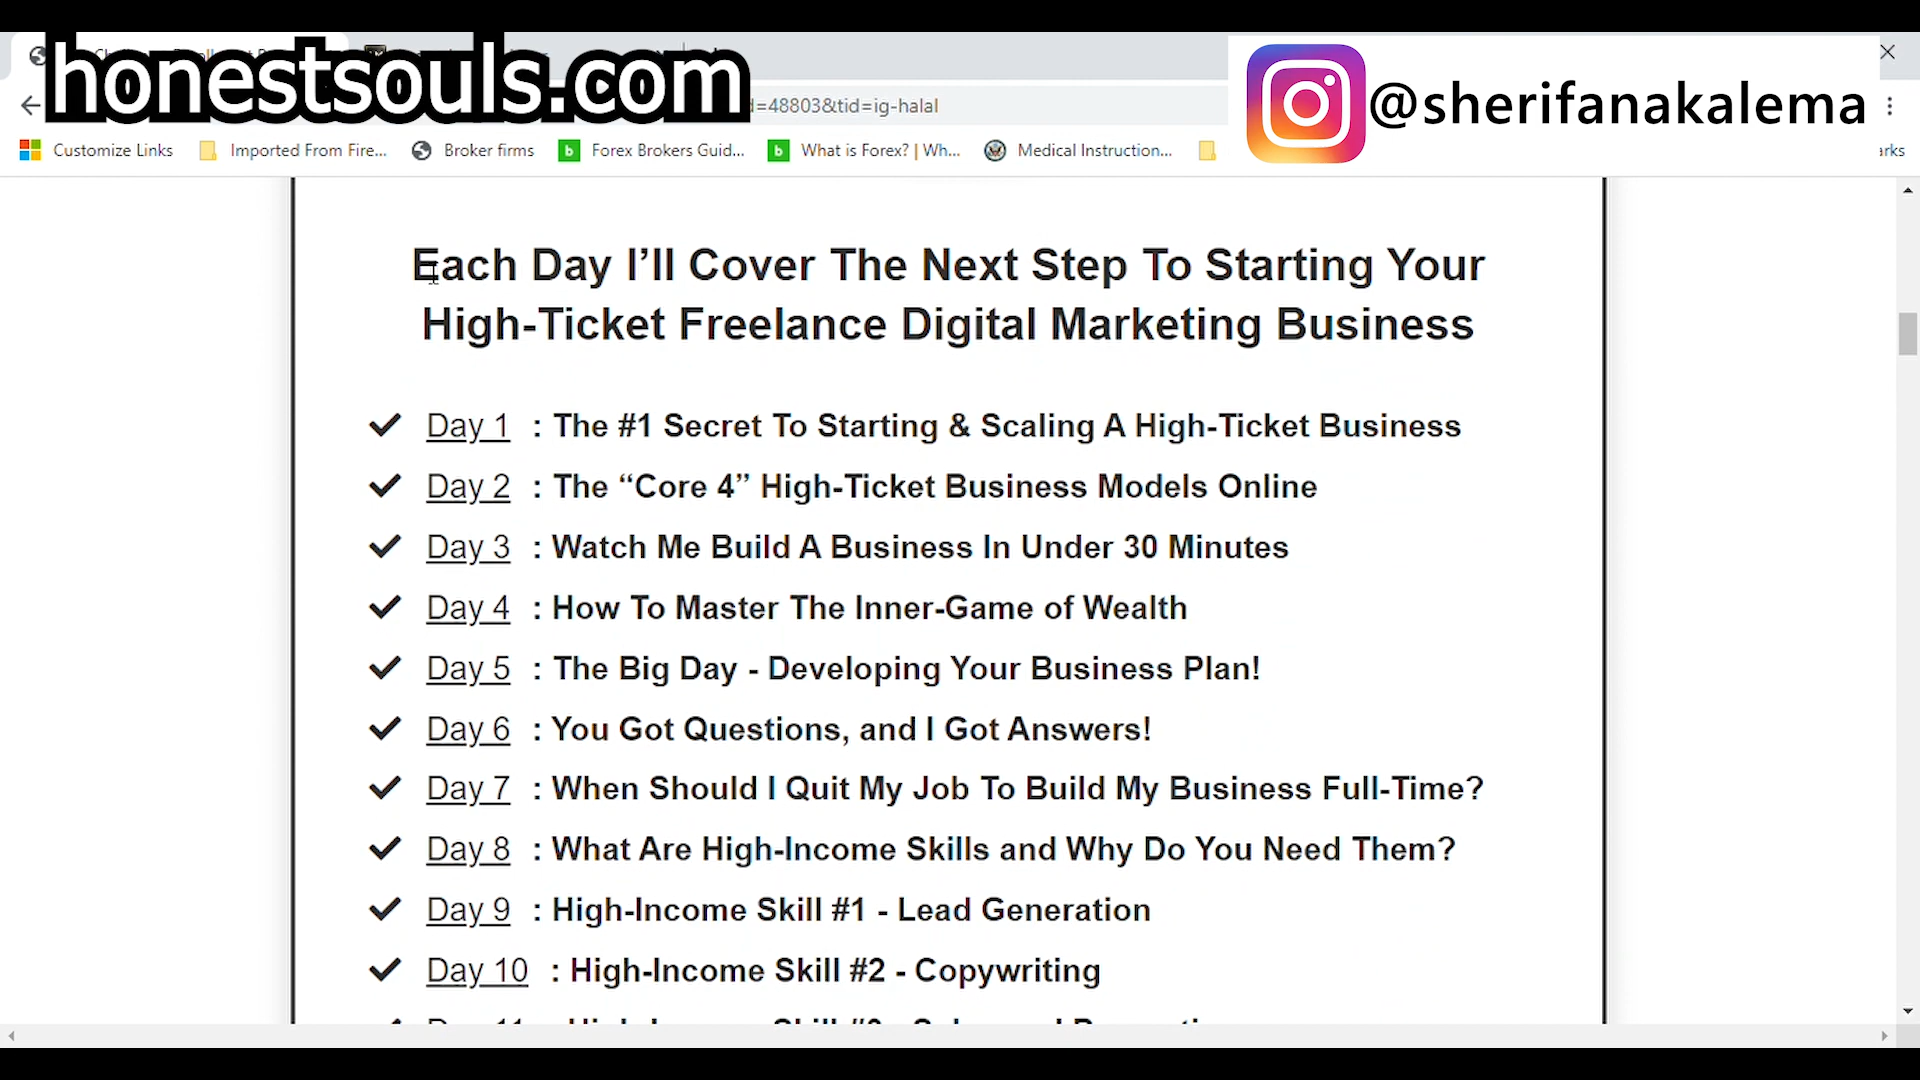 honestsouls.com
@sherifanakalema
d=48803&tid=ig-halal
Customize Links
Imported From Fire...
Broker firms
b Forex Brokers Guid...
b What is Forex? | Wh...
Medical Instruction...
arks
Each Day I’ll Cover The Next Step To Starting Your
High-Ticket Freelance Digital Marketing Business
Day 1 : The #1 Secret To Starting & Scaling A High-Ticket Business
Day 2 : The “Core 4” High-Ticket Business Models Online
Day 3 : Watch Me Build A Business In Under 30 Minutes
Day 4 : How To Master The Inner-Game of Wealth
Day 5 : The Big Day - Developing Your Business Plan!
Day 6 : You Got Questions, and I Got Answers!
Day 7 : When Should I Quit My Job To Build My Business Full-Time?
Day 8 : What Are High-Income Skills and Why Do You Need Them?
Day 9 : High-Income Skill #1 - Lead Generation
Day 10 : High-Income Skill #2 - Copywriting